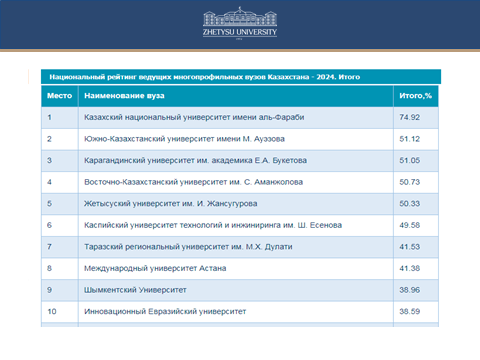 ZHETYSU UNIVERSITY
Национальный рейтинг ведущих многопрофильных вузов Казахстана - 2024. Итого
Место Наименование вуза Итого,%
1 Казахский национальный университет имени аль-Фараби 74.92
2 Южно-Казахстанский университет имени М. Ауэзова 51.12
3 Карагандинский университет им. академика Е.А. Букетова 51.05
4 Восточно-Казахстанский университет им. С. Аманжолова 50.73
5 Жетысуский университет им. И. Жансугурова 50.33
6 Каспийский университет технологий и инжиниринга им. Ш. Есенова 49.58
7 Таразский региональный университет им. М.Х. Дулати 41.53
8 Международный университет Астана 41.38
9 Шымкентский Университет 38.96
10 Инновационный Евразийский университет 38.59